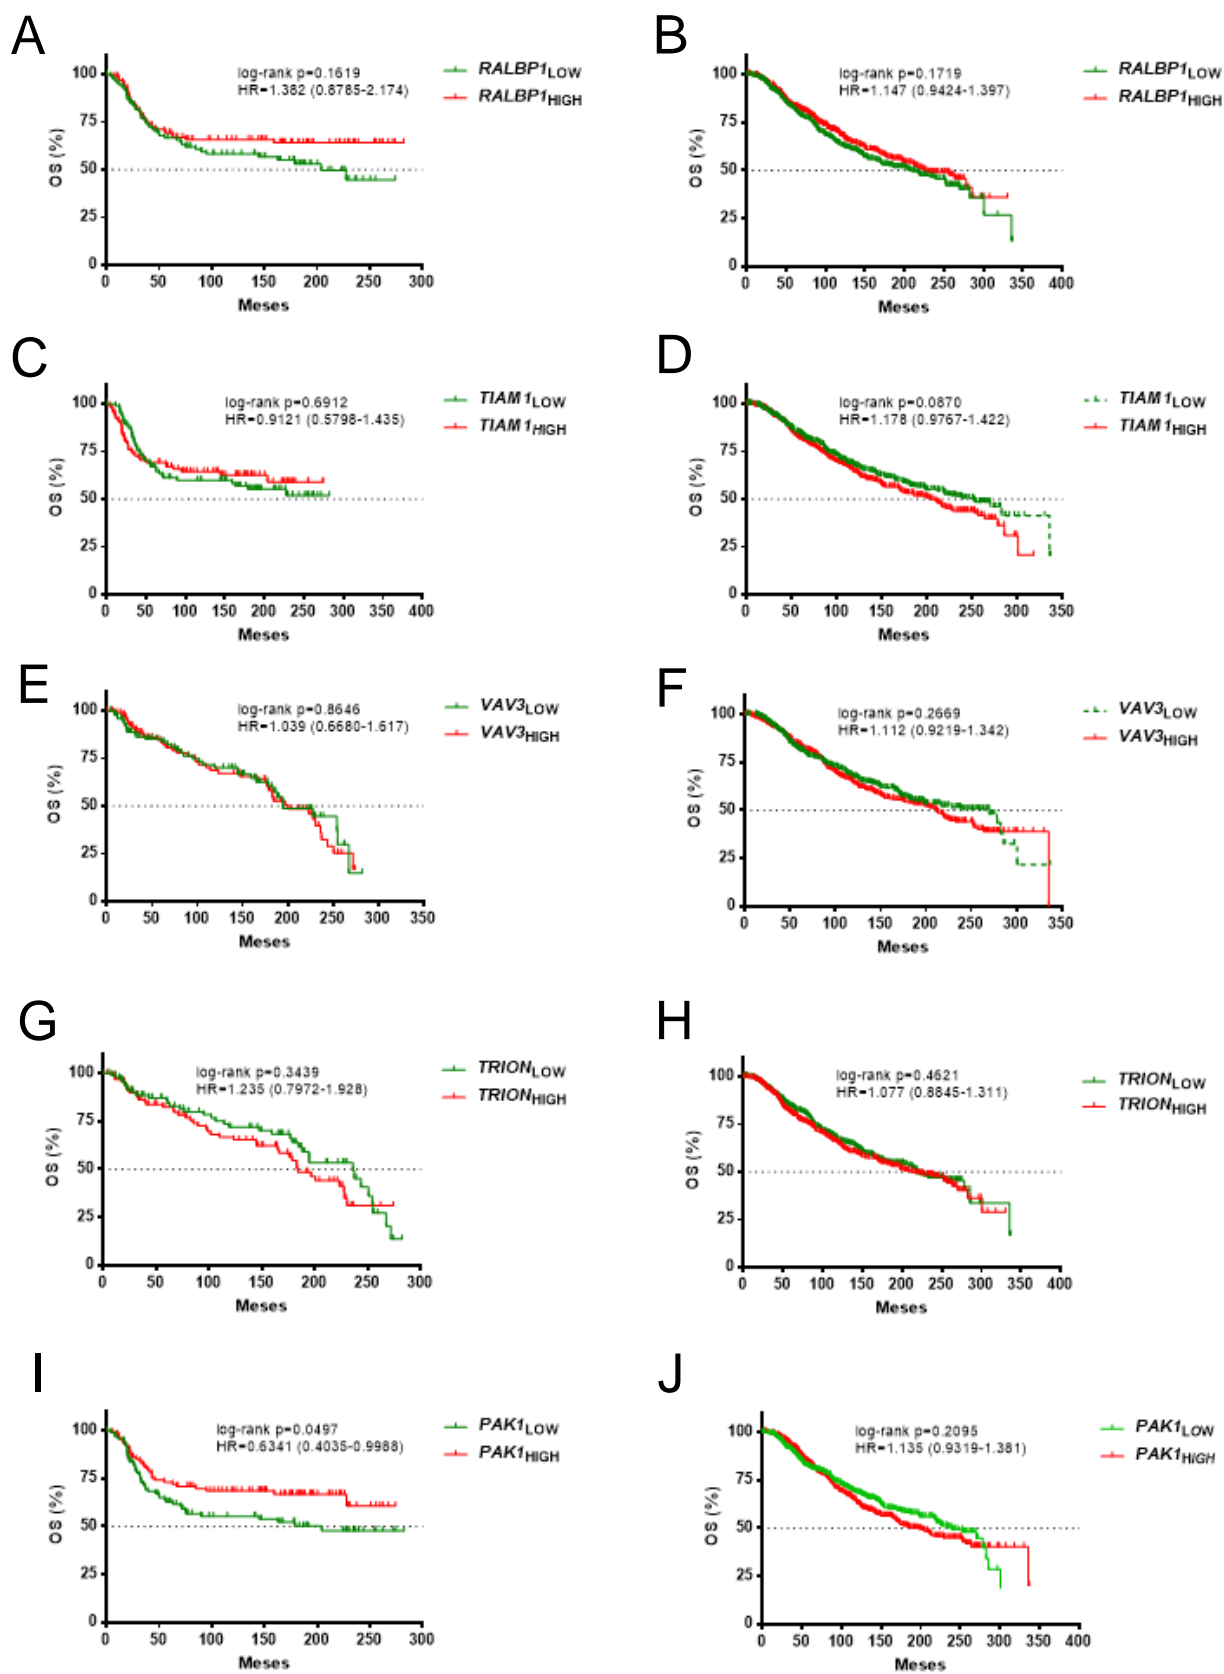 A
log-rank p=0.1619
HR=1.382 (0.8785-2.174)
RALBP1LOW
RALBP1HIGH
OS (%)
100
75
50
25
0
0 50 100 150 200 250 300
Meses
B
log-rank p=0.1719
HR=1.147 (0.9424-1.397)
RALBP1LOW
RALBP1HIGH
OS (%)
100
75
50
25
0
0 50 100 150 200 250 300 350 400
Meses
C
log-rank p=0.6912
HR=0.9121 (0.5798-1.435)
TIAM1LOW
TIAM1HIGH
OS (%)
100
75
50
25
0
0 50 100 150 200 250 300 350 400
Meses
D
log-rank p=0.0870
HR=1.178 (0.9767-1.422)
TIAM1LOW
TIAM1HIGH
OS (%)
100
75
50
25
0
0 50 100 150 200 250 300 350
Meses
E
log-rank p=0.8646
HR=1.039 (0.6680-1.617)
VAV3LOW
VAV3HIGH
OS (%)
100
75
50
25
0
0 50 100 150 200 250 300 350
Meses
F
log-rank p=0.2669
HR=1.112 (0.9219-1.342)
VAV3LOW
VAV3HIGH
OS (%)
100
75
50
25
0
0 50 100 150 200 250 300 350
Meses
G
log-rank p=0.3439
HR=1.235 (0.7972-1.928)
TRIONLOW
TRIONHIGH
OS (%)
100
75
50
25
0
0 50 100 150 200 250 300
Meses
H
log-rank p=0.4621
HR=1.077 (0.8845-1.311)
TRIONLOW
TRIONHIGH
OS (%)
100
75
50
25
0
0 50 100 150 200 250 300 350 400
Meses
I
log-rank p=0.0497
HR=0.6341 (0.4035-0.9988)
PAK1LOW
PAK1HIGH
OS (%)
100
75
50
25
0
0 50 100 150 200 250 300
Meses
J
log-rank p=0.2095
HR=1.135 (0.9319-1.381)
PAK1LOW
PAK1HIGH
OS (%)
100
75
50
25
0
0 50 100 150 200 250 300 350 400
Meses